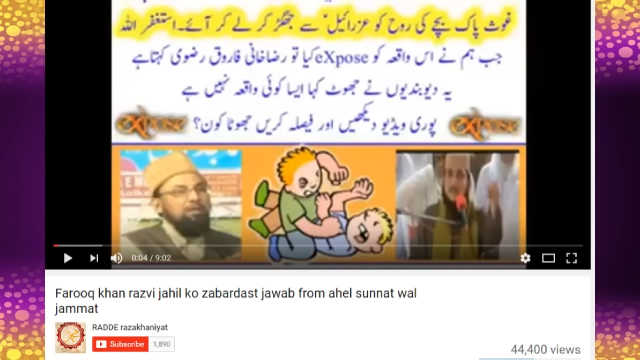 غوث پاک بچے کی روح کو عزرائیل سے جھگڑ کر لے کر آئے۔استغفر اللہ
جب ہم نے اس واقعہ کو eXpose کیا تو رضاخانی فاروق رضوی کہتا ہے
یہ دیوبندیوں نے جھوٹ کہا ایسا کوئی واقعہ نہیں ہے
eXpose پوری ویڈیو دیکھیں اور فیصلہ کریں جھوٹا کون؟ eXpose
0:04 / 9:02
Farooq khan razvi jahil ko zabardast jawab from ahel sunnat wal
jammat
RADDE razakhaniyat
Subscribe 1,890
44,400 views